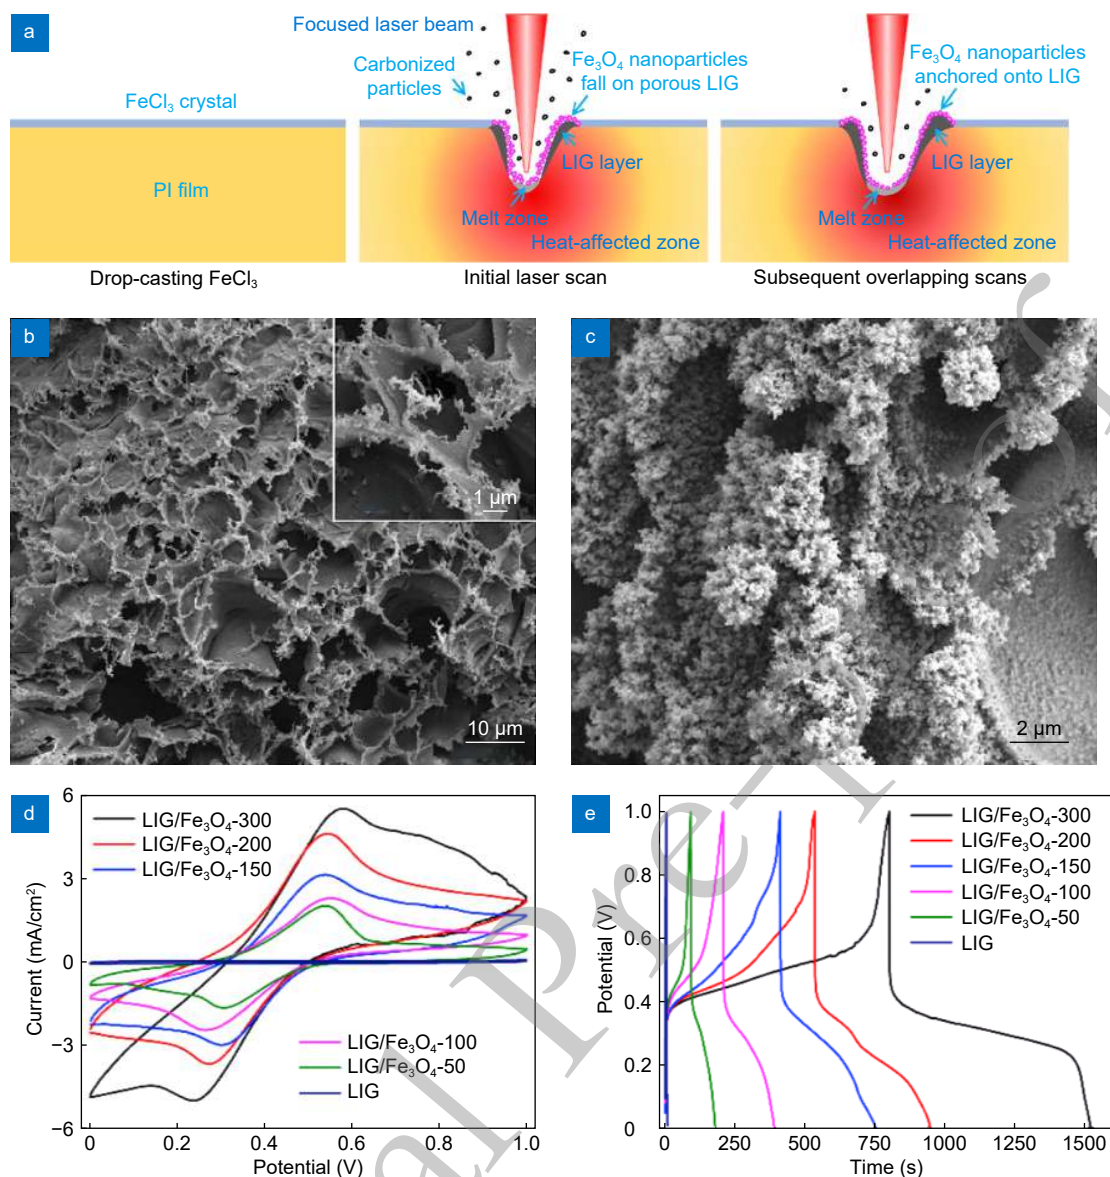 a
Focused laser beam
Carbonized
particles
Fe₃O₄ nanoparticles
fall on porous LIG
Fe₃O₄ nanoparticles
anchored onto LIG
FeCl₃ crystal
PI film
LIG layer
LIG layer
Melt zone
Melt zone
Heat-affected zone
Heat-affected zone
Drop-casting FeCl₃
Initial laser scan
Subsequent overlapping scans
b
1 μm
10 μm
c
2 μm
d
6
3
0
−3
−6
Current (mA/cm²)
LIG/Fe₃O₄-300
LIG/Fe₃O₄-200
LIG/Fe₃O₄-150
LIG/Fe₃O₄-100
LIG/Fe₃O₄-50
LIG
0 0.2 0.4 0.6 0.8 1.0
Potential (V)
e
1.0
0.8
0.6
0.4
0.2
0
Potential (V)
LIG/Fe₃O₄-300
LIG/Fe₃O₄-200
LIG/Fe₃O₄-150
LIG/Fe₃O₄-100
LIG/Fe₃O₄-50
LIG
0 250 500 750 1000 1250 1500
Time (s)